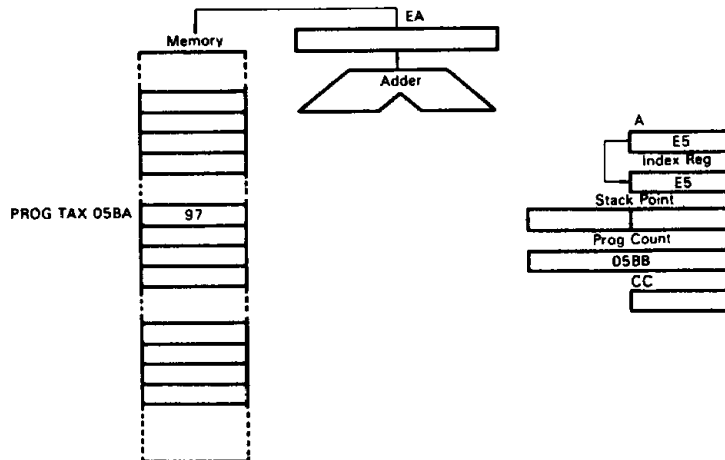 EA
Memory
Adder
A
E5
Index Reg
E5
Stack Point
PROG TAX 05BA 97
Prog Count
05BB
CC